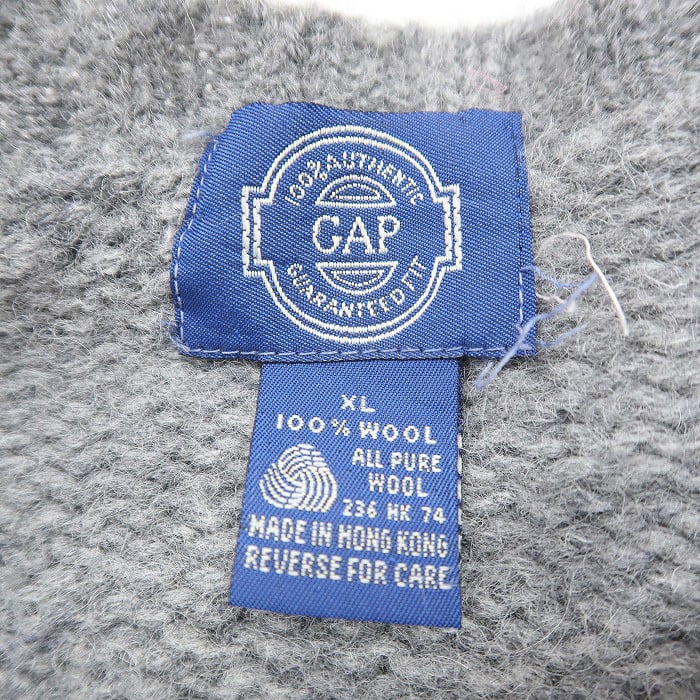 100% AUTHENTIC
GAP
GUARANTEED FIT
XL
100% WOOL
ALL PURE
WOOL
236 HK 74
MADE IN HONG KONG
REVERSE FOR CARE